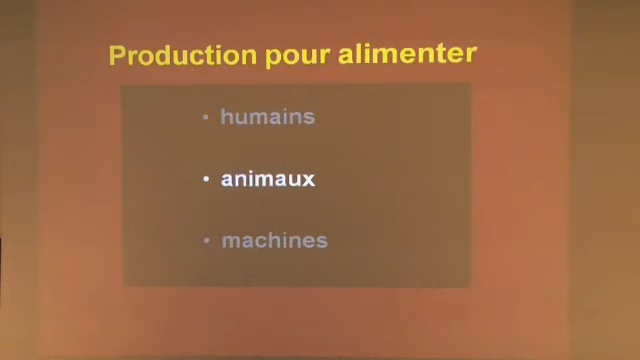 Production pour alimenter
• humains
• animaux
• machines